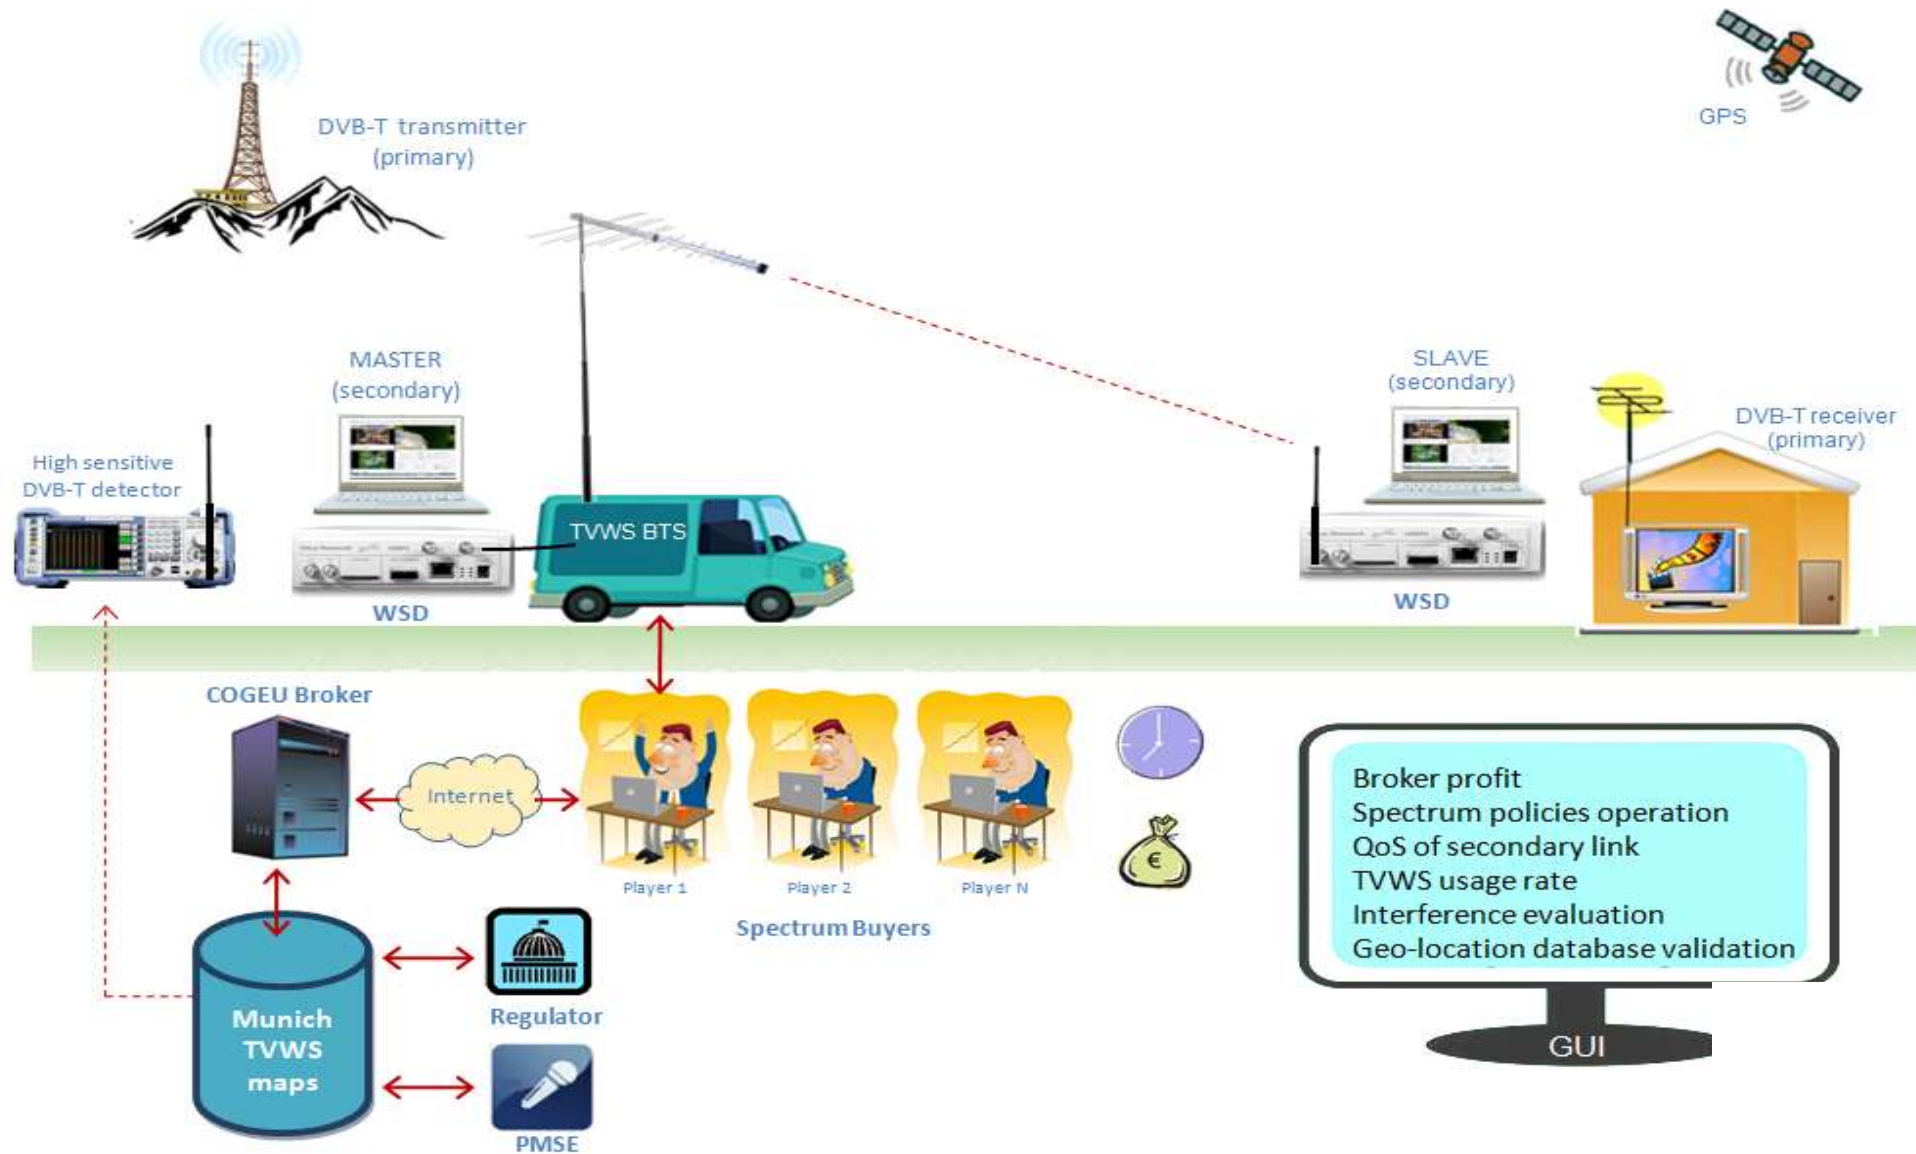 DVB-T transmitter
(primary)
GPS
MASTER
(secondary)
SLAVE
(secondary)
DVB-T receiver
(primary)
High sensitive
DVB-T detector
TVWS BTS
WSD
WSD
COGEU Broker
Internet
Player 1
Player 2
Player N
Spectrum Buyers
€
Broker profit
Spectrum policies operation
QoS of secondary link
TVWS usage rate
Interference evaluation
Geo-location database validation
GUI
Munich
TVWS
maps
Regulator
PMSE